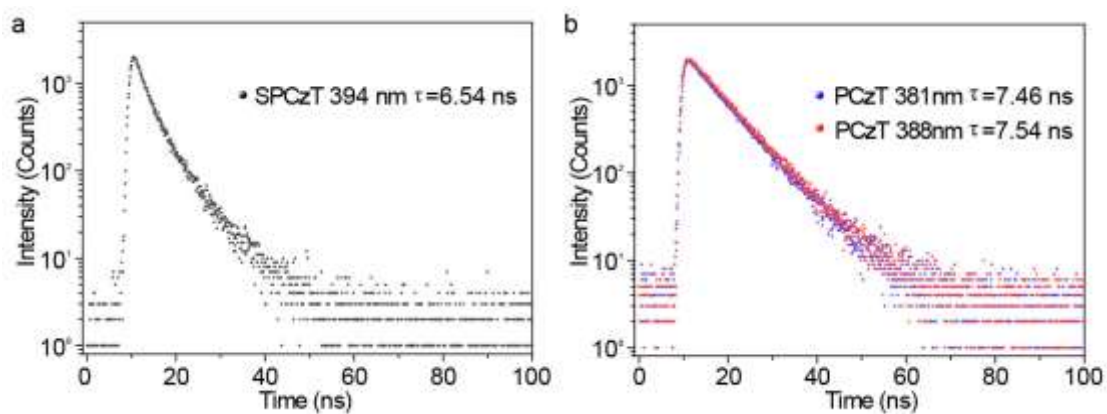 a
10³
10²
10¹
10⁰
Intensity (Counts)
SPCzT 394 nm τ=6.54 ns
0 20 40 60 80 100
Time (ns)
b
10³
10²
10¹
10⁰
Intensity (Counts)
PCzT 381nm τ=7.46 ns
PCzT 388nm τ=7.54 ns
0 20 40 60 80 100
Time (ns)